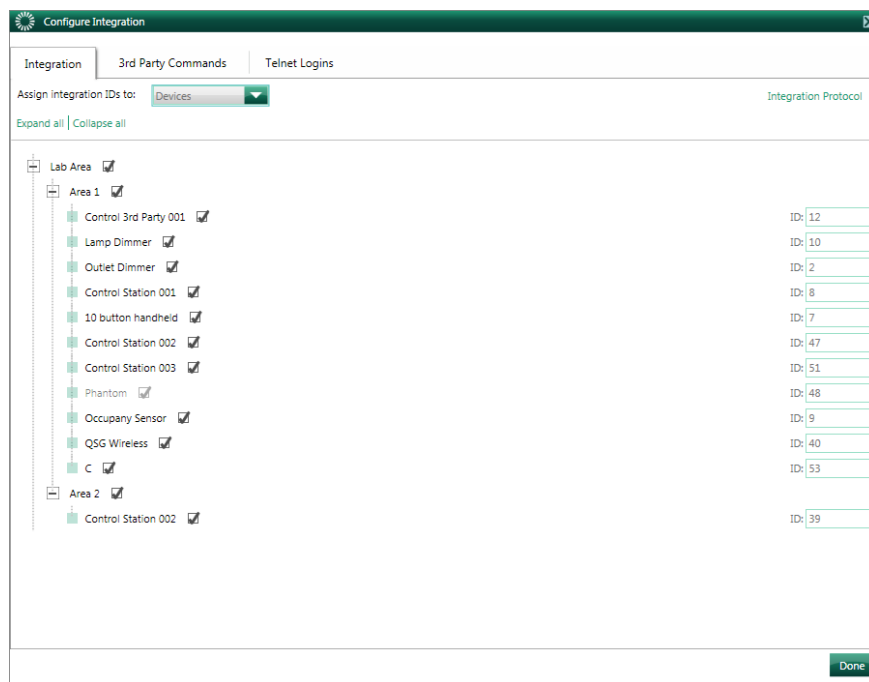 Configure Integration
Integration 3rd Party Commands Telnet Logins
Assign integration IDs to: Devices Integration Protocol
Expand all | Collapse all
Lab Area
Area 1
Control 3rd Party 001 ID: 12
Lamp Dimmer ID: 10
Outlet Dimmer ID: 2
Control Station 001 ID: 8
10 button handheld ID: 7
Control Station 002 ID: 47
Control Station 003 ID: 51
Phantom ID: 48
Occupany Sensor ID: 9
QSG Wireless ID: 40
C ID: 53
Area 2
Control Station 002 ID: 39
Done